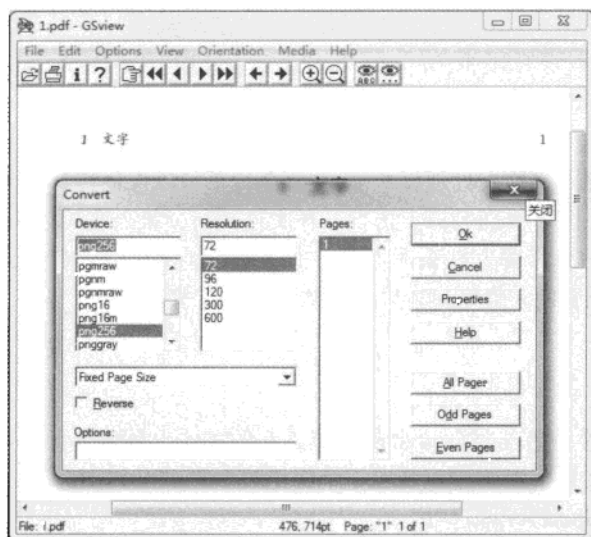 1.pdf - GSview
File Edit Options View Orientation Media Help
1 文字 1
Convert
关闭
Device: Resolution: Pages:
png256 72 1 Ok
pgmraw 72
pgnm 96 Cancel
pgnmraw 120
png16 300 Properties
png16m 600
png256
pnggray Help
Fixed Page Size All Pager
Reverse
Odd Pages
Options:
Even Pages
File: 1.pdf 476, 714pt Page: "1" 1 of 1